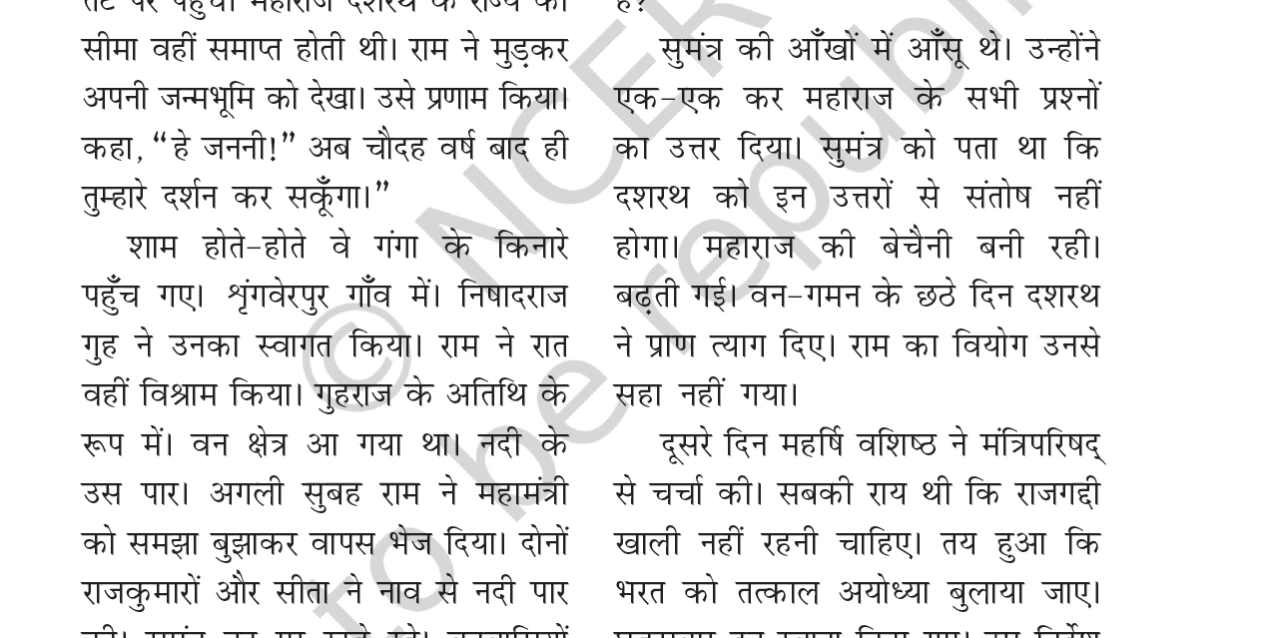 सीमा वहीं समाप्त होती थी। राम ने मुड़कर
अपनी जन्मभूमि को देखा। उसे प्रणाम किया।
कहा, “हे जननी!” अब चौदह वर्ष बाद ही
तुम्हारे दर्शन कर सकूँगा।”
शाम होते-होते वे गंगा के किनारे
पहुँच गए। शृंगवेरपुर गाँव में। निषादराज
गुह ने उनका स्वागत किया। राम ने रात
वहीं विश्राम किया। गुहराज के अतिथि के
रूप में। वन क्षेत्र आ गया था। नदी के
उस पार। अगली सुबह राम ने महामंत्री
को समझा बुझाकर वापस भेज दिया। दोनों
राजकुमारों और सीता ने नाव से नदी पार
है?
सुमंत्र की आँखों में आँसू थे। उन्होंने
एक-एक कर महाराज के सभी प्रश्नों
का उत्तर दिया। सुमंत्र को पता था कि
दशरथ को इन उत्तरों से संतोष नहीं
होगा। महाराज की बेचैनी बनी रही।
बढ़ती गई। वन-गमन के छठे दिन दशरथ
ने प्राण त्याग दिए। राम का वियोग उनसे
सहा नहीं गया।
दूसरे दिन महर्षि वशिष्ठ ने मंत्रिपरिषद्
से चर्चा की। सबकी राय थी कि राजगद्दी
खाली नहीं रहनी चाहिए। तय हुआ कि
भरत को तत्काल अयोध्या बुलाया जाए।
© NCER
to be republi